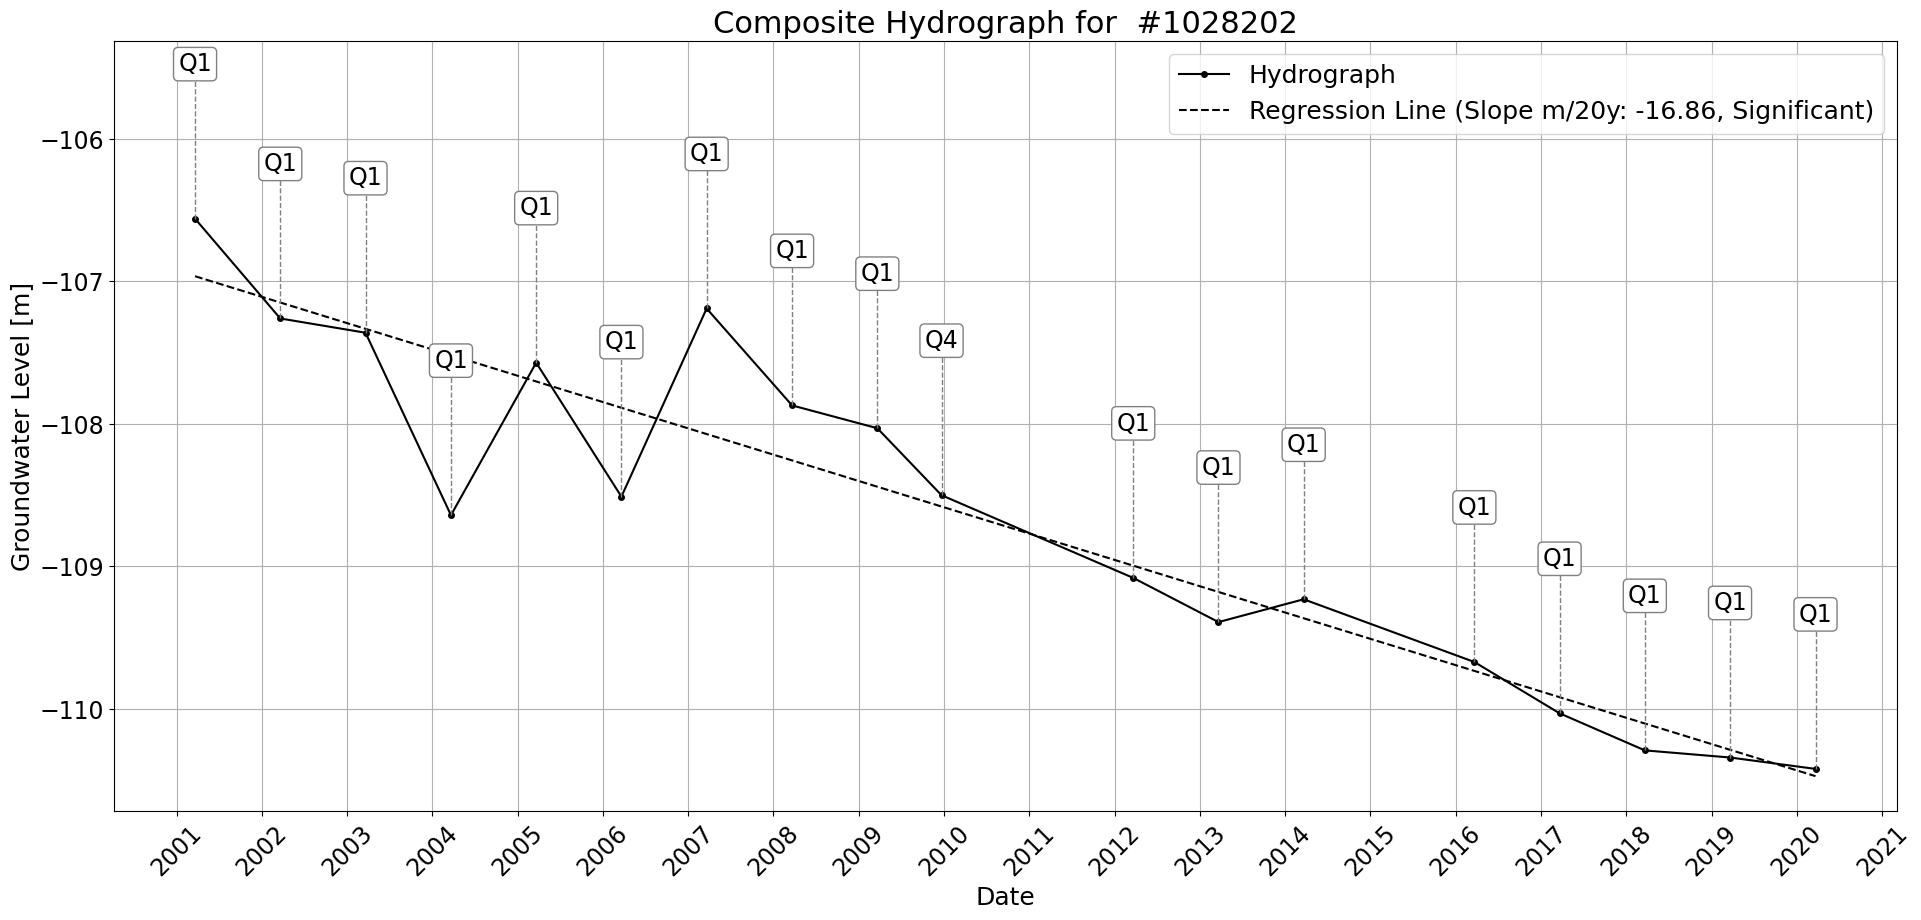 Composite Hydrograph for  #1028202
Hydrograph
Regression Line (Slope m/20y: -16.86, Significant)
Groundwater Level [m]
−106
−107
−108
−109
−110
Q1
Q1
Q1
Q1
Q1
Q1
Q1
Q1
Q1
Q4
Q1
Q1
Q1
Q1
Q1
Q1
Q1
Q1
2001
2002
2003
2004
2005
2006
2007
2008
2009
2010
2011
2012
2013
2014
2015
2016
2017
2018
2019
2020
2021
Date